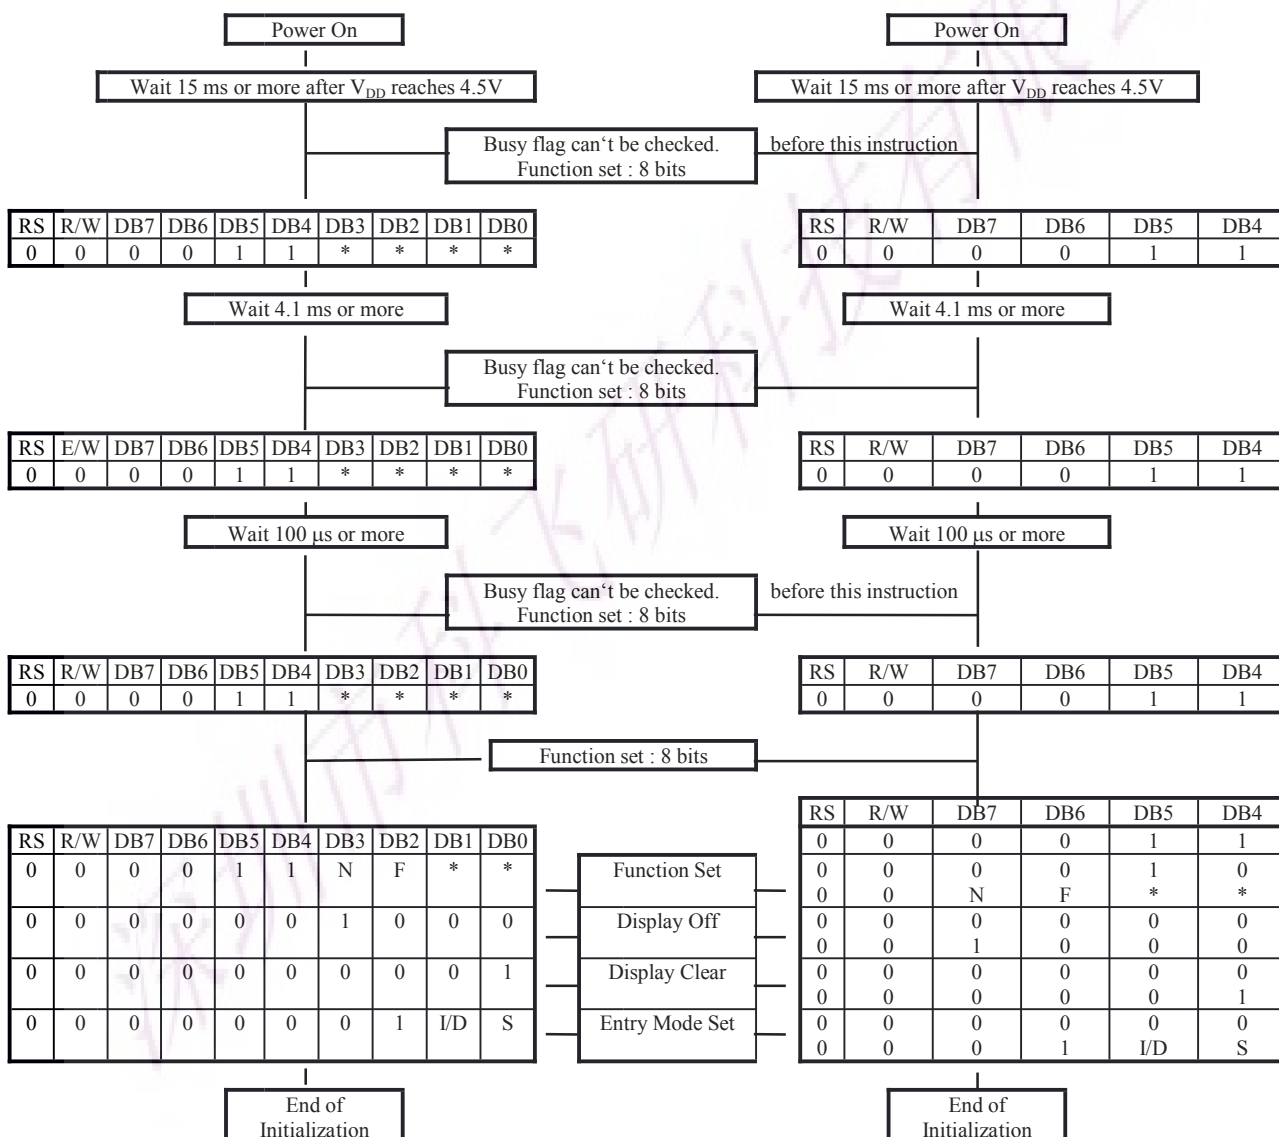 Power On
Power On
Wait 15 ms or more after VDD reaches 4.5V
Wait 15 ms or more after VDD reaches 4.5V
Busy flag can‘t be checked.
before this instruction
Function set : 8 bits
RS R/W DB7 DB6 DB5 DB4 DB3 DB2 DB1 DB0
RS R/W DB7 DB6 DB5 DB4
0 0 0 0 1 1 * * * *
0 0 0 0 1 1
Wait 4.1 ms or more
Wait 4.1 ms or more
Busy flag can‘t be checked.
Function set : 8 bits
RS E/W DB7 DB6 DB5 DB4 DB3 DB2 DB1 DB0
RS R/W DB7 DB6 DB5 DB4
0 0 0 0 1 1 * * * *
0 0 0 0 1 1
Wait 100 µs or more
Wait 100 µs or more
Busy flag can‘t be checked.
before this instruction
Function set : 8 bits
RS R/W DB7 DB6 DB5 DB4 DB3 DB2 DB1 DB0
RS R/W DB7 DB6 DB5 DB4
0 0 0 0 1 1 * * * *
0 0 0 0 1 1
Function set : 8 bits
RS R/W DB7 DB6 DB5 DB4 DB3 DB2 DB1 DB0
0 0 0 0 1 1 N F * *
0 0 0 0 0 0 1 0 0 0
0 0 0 0 0 0 0 0 0 1
0 0 0 0 0 0 0 1 I/D S
Function Set
Display Off
Display Clear
Entry Mode Set
RS R/W DB7 DB6 DB5 DB4
0 0 0 0 1 1
0 0 0 0 1 0
0 0 N F * *
0 0 0 0 0 0
0 0 1 0 0 0
0 0 0 0 0 0
0 0 0 0 0 1
0 0 0 0 0 0
0 0 0 1 I/D S
End of
Initialization
End of
Initialization
深圳市科飞研科技有限